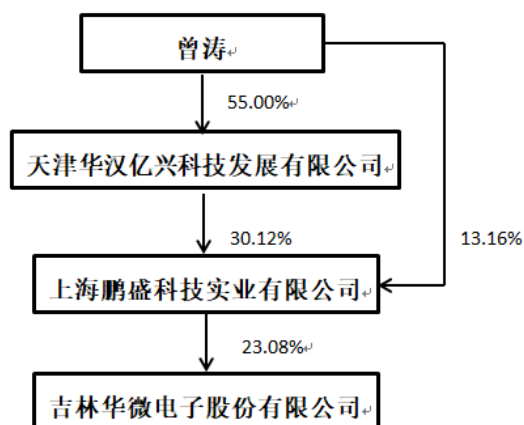 曾涛
55.00%
天津华汉亿兴科技发展有限公司
30.12%
13.16%
上海鹏盛科技实业有限公司
23.08%
吉林华微电子股份有限公司